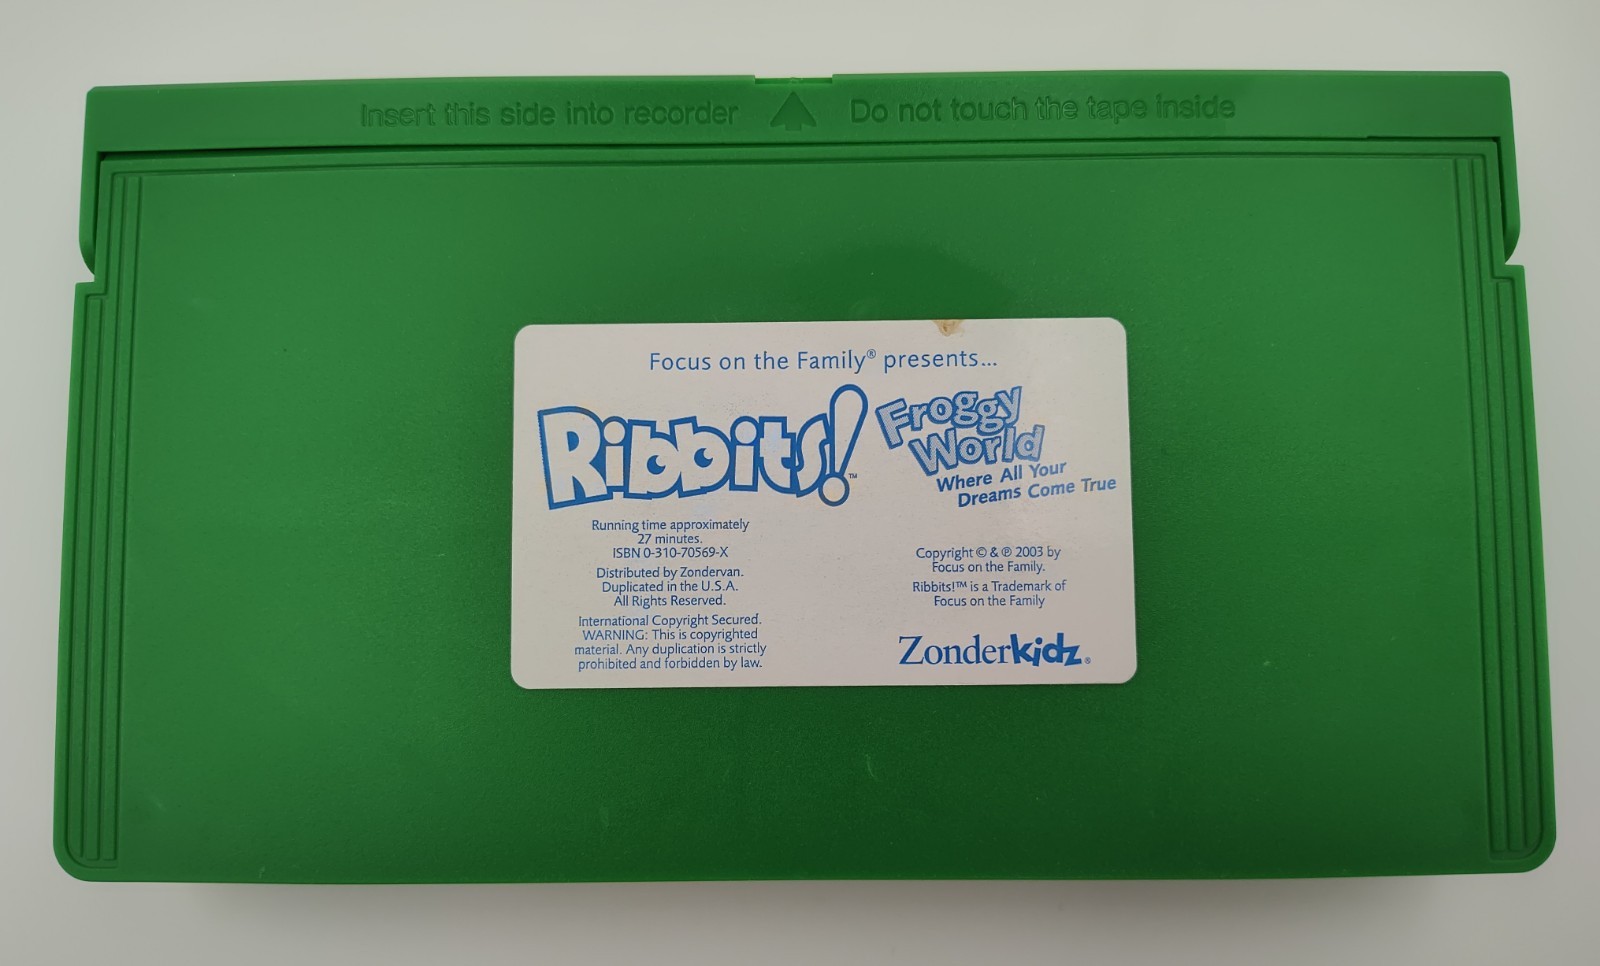 Insert this side into recorder Do not touch the tape inside
Focus on the Family® presents...
Ribbits!™
Froggy
World
Where All Your
Dreams Come True
Running time approximately
27 minutes.
ISBN 0-310-70569-X
Distributed by Zondervan.
Duplicated in the U.S.A.
All Rights Reserved.
International Copyright Secured.
WARNING: This is copyrighted
material. Any duplication is strictly
prohibited and forbidden by law.
Copyright © & ℗ 2003 by
Focus on the Family.
Ribbits!™ is a Trademark of
Focus on the Family
Zonderkidz®